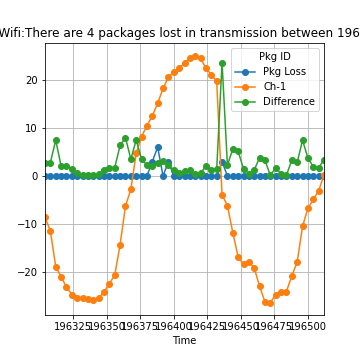 Wifi:There are 4 packages lost in transmission between 196
Pkg ID
Pkg Loss
Ch-1
Difference
20
10
0
−10
−20
196325 196350 196375 196400 196425 196450 196475 196500
Time